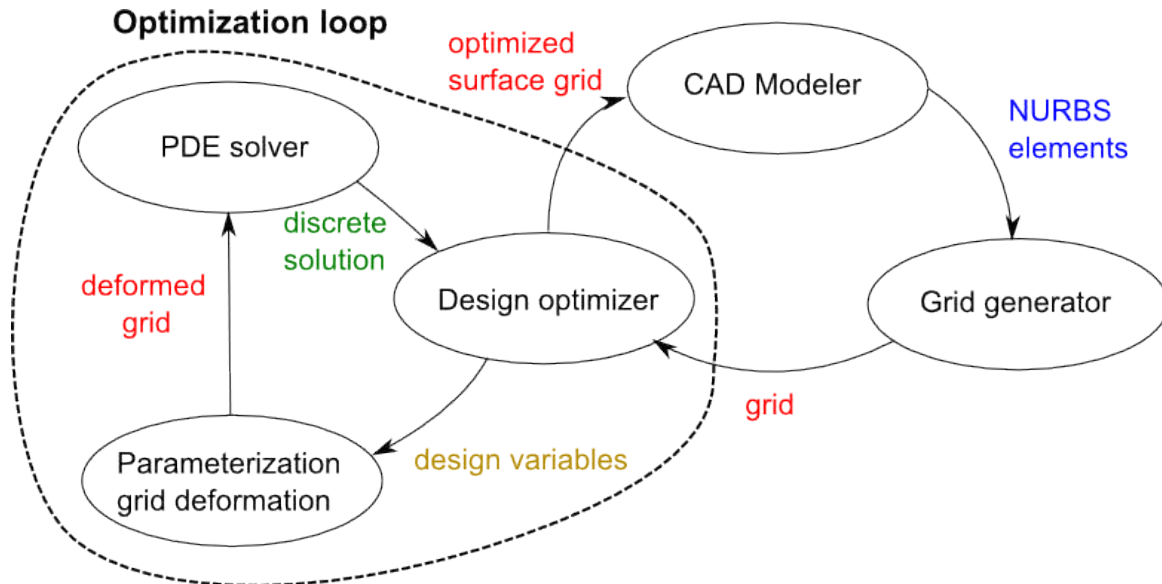 Optimization loop
optimized
surface grid
CAD Modeler
NURBS
elements
PDE solver
discrete
solution
deformed
grid
Design optimizer
Grid generator
grid
Parameterization
grid deformation
design variables